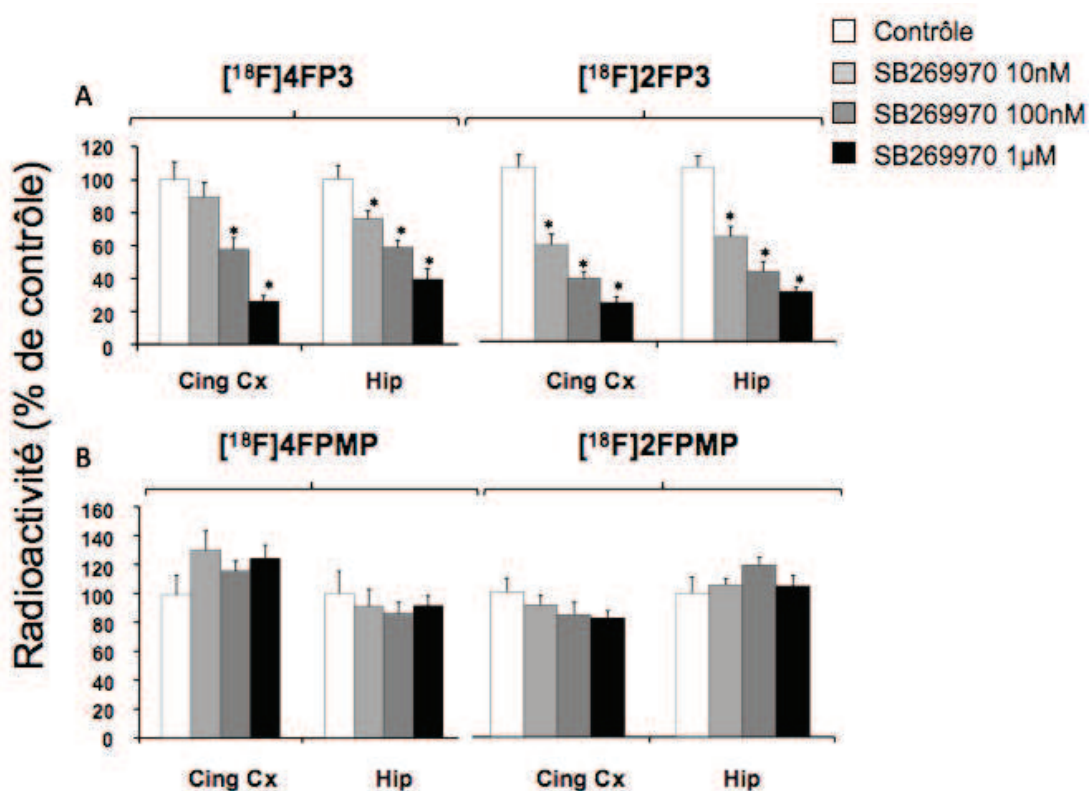 Contrôle
SB269970 10nM
SB269970 100nM
SB269970 1µM
Radioactivité (% de contrôle)
A
[¹⁸F]4FP3 [¹⁸F]2FP3
120
100
80
60
40
20
0
* * * * * * * * * * *
Cing Cx Hip Cing Cx Hip
B
[¹⁸F]4FPMP [¹⁸F]2FPMP
160
140
120
100
80
60
40
20
0
Cing Cx Hip Cing Cx Hip